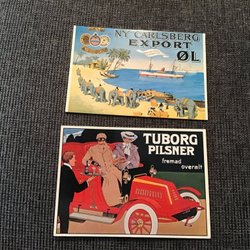 NY CARLSBERG
EXPORT
ØL
TUBORG
PILSNER
fremad
overalt